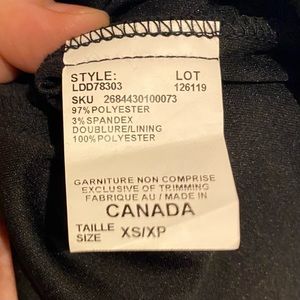 STYLE: LOT
LDD78303 126119
SKU 2684430100073
97% POLYESTER
3% SPANDEX
DOUBLURE/LINING
100% POLYESTER
GARNITURE NON COMPRISE
EXCLUSIVE OF TRIMMING
FABRIQUE AU / MADE IN
CANADA
TAILLE
SIZE XS/XP